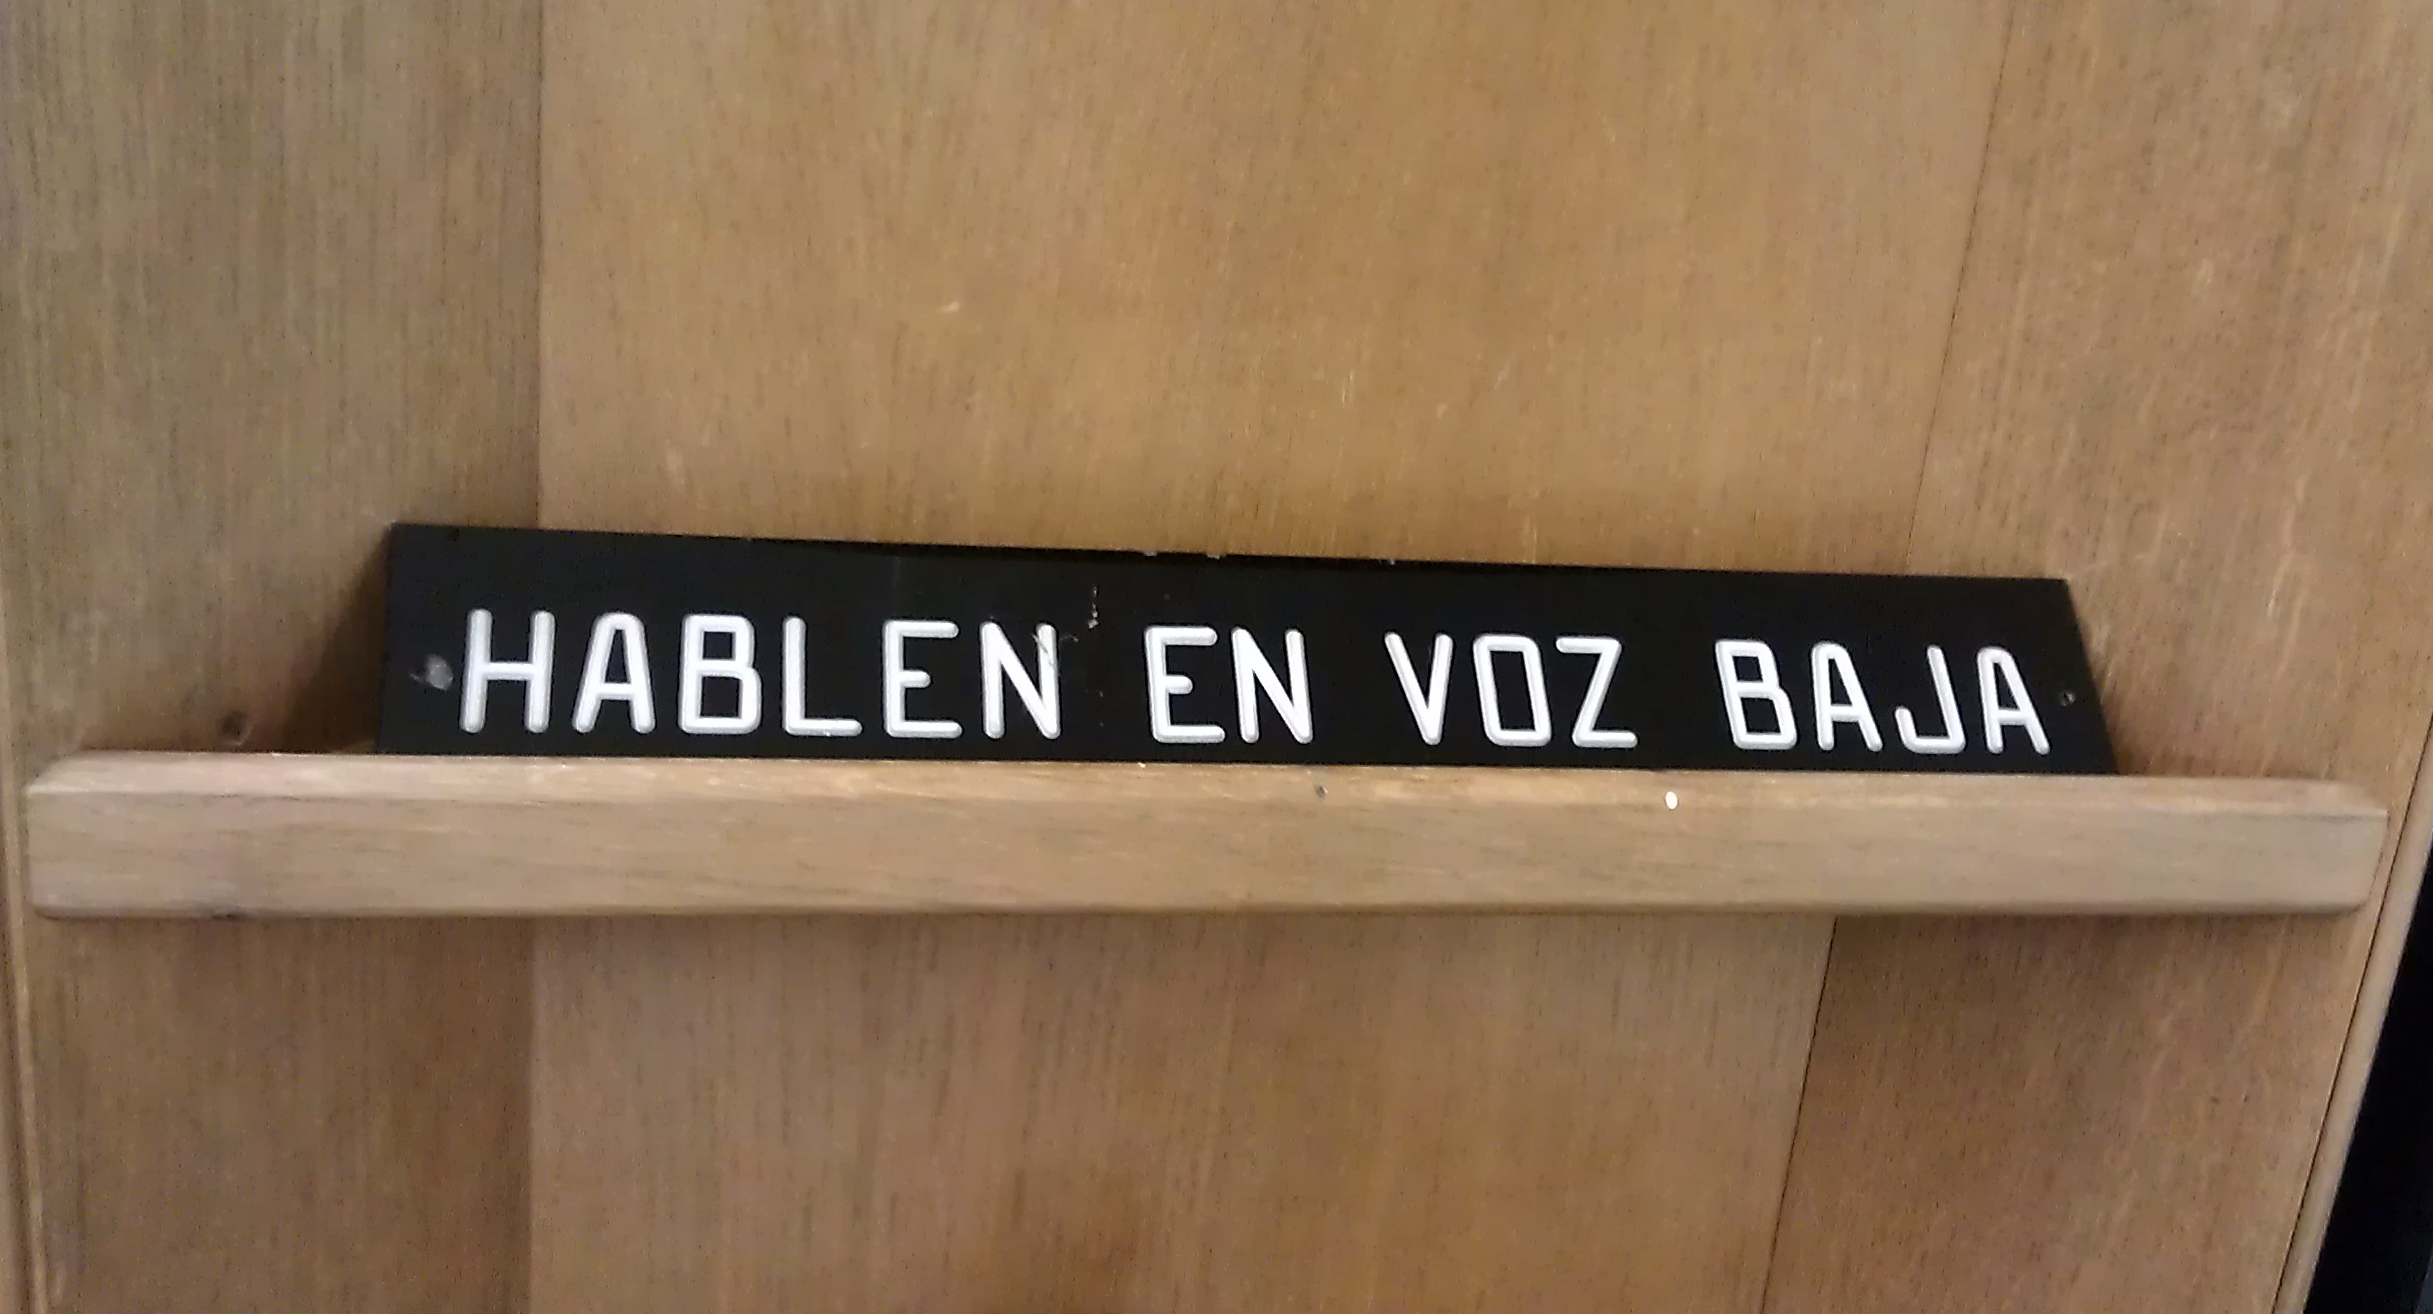 HABLEN EN VOZ BAJA